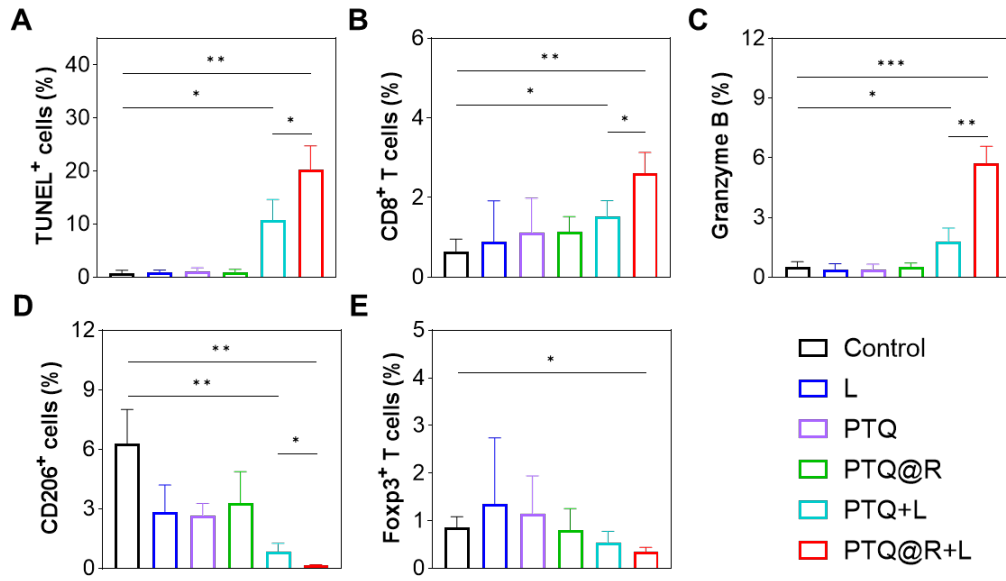 A
TUNEL⁺ cells (%)
40
30
20
10
0
**
*
*
B
CD8⁺ T cells (%)
6
4
2
0
**
*
*
C
Granzyme B (%)
12
9
6
3
0
***
*
**
D
CD206⁺ cells (%)
12
9
6
3
0
**
**
*
E
Foxp3⁺ T cells (%)
5
4
3
2
1
0
*
Control
L
PTQ
PTQ@R
PTQ+L
PTQ@R+L